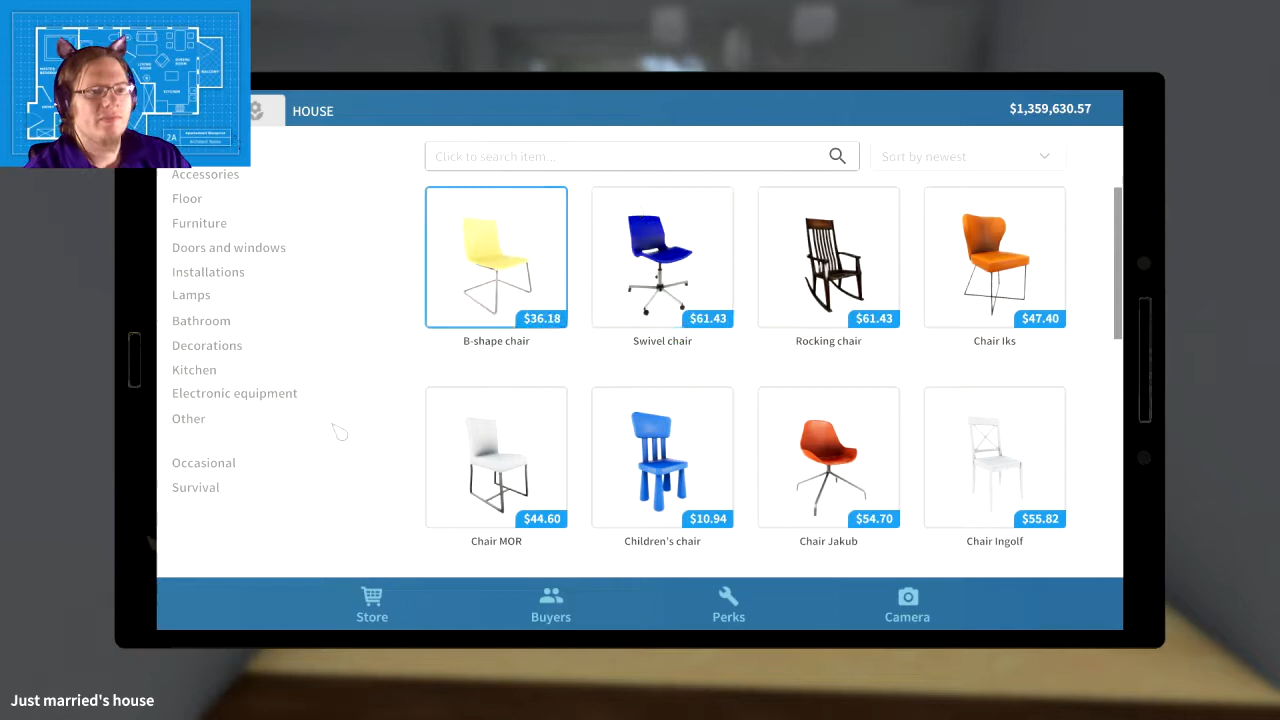 HOUSE
$1,359,630.57
BALCONY
KITCHEN
2A
Click to search item...
Sort by newest
Accessories
Floor
Furniture
Doors and windows
Installations
Lamps
Bathroom
Decorations
Kitchen
Electronic equipment
Other
Occasional
Survival
$36.18
$61.43
$61.43
$47.40
B-shape chair
Swivel chair
Rocking chair
Chair Iks
$44.60
$10.94
$54.70
$55.82
Chair MOR
Children's chair
Chair Jakub
Chair Ingolf
Store
Buyers
Perks
Camera
Just married's house